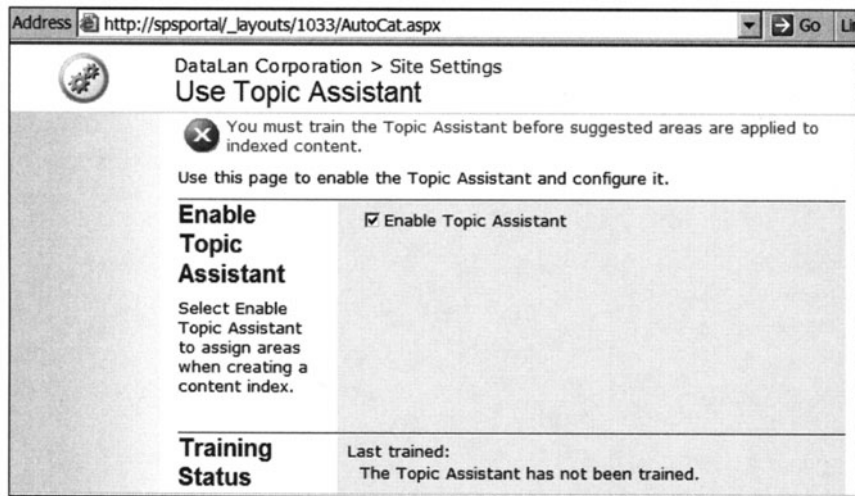 Address http://spsportal/_layouts/1033/AutoCat.aspx Go
DataLan Corporation > Site Settings
Use Topic Assistant
You must train the Topic Assistant before suggested areas are applied to
indexed content.
Use this page to enable the Topic Assistant and configure it.
Enable
Topic
Assistant
Enable Topic Assistant
Select Enable
Topic Assistant
to assign areas
when creating a
content index.
Training
Status
Last trained:
The Topic Assistant has not been trained.